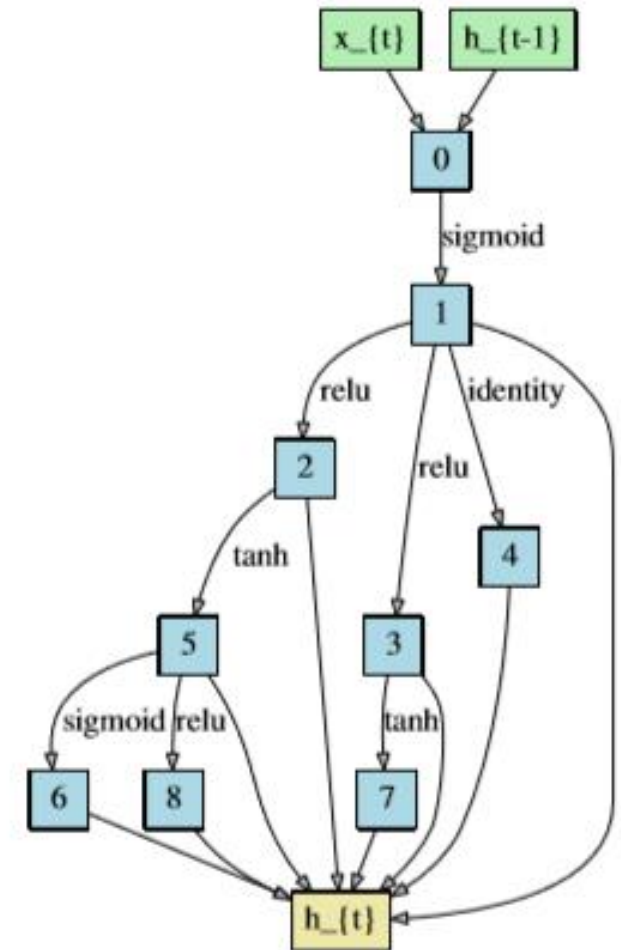 x_{t} h_{t-1}
0
sigmoid
1
relu identity
2 relu
4
tanh
5 3
sigmoid relu tanh
6 8 7
h_{t}